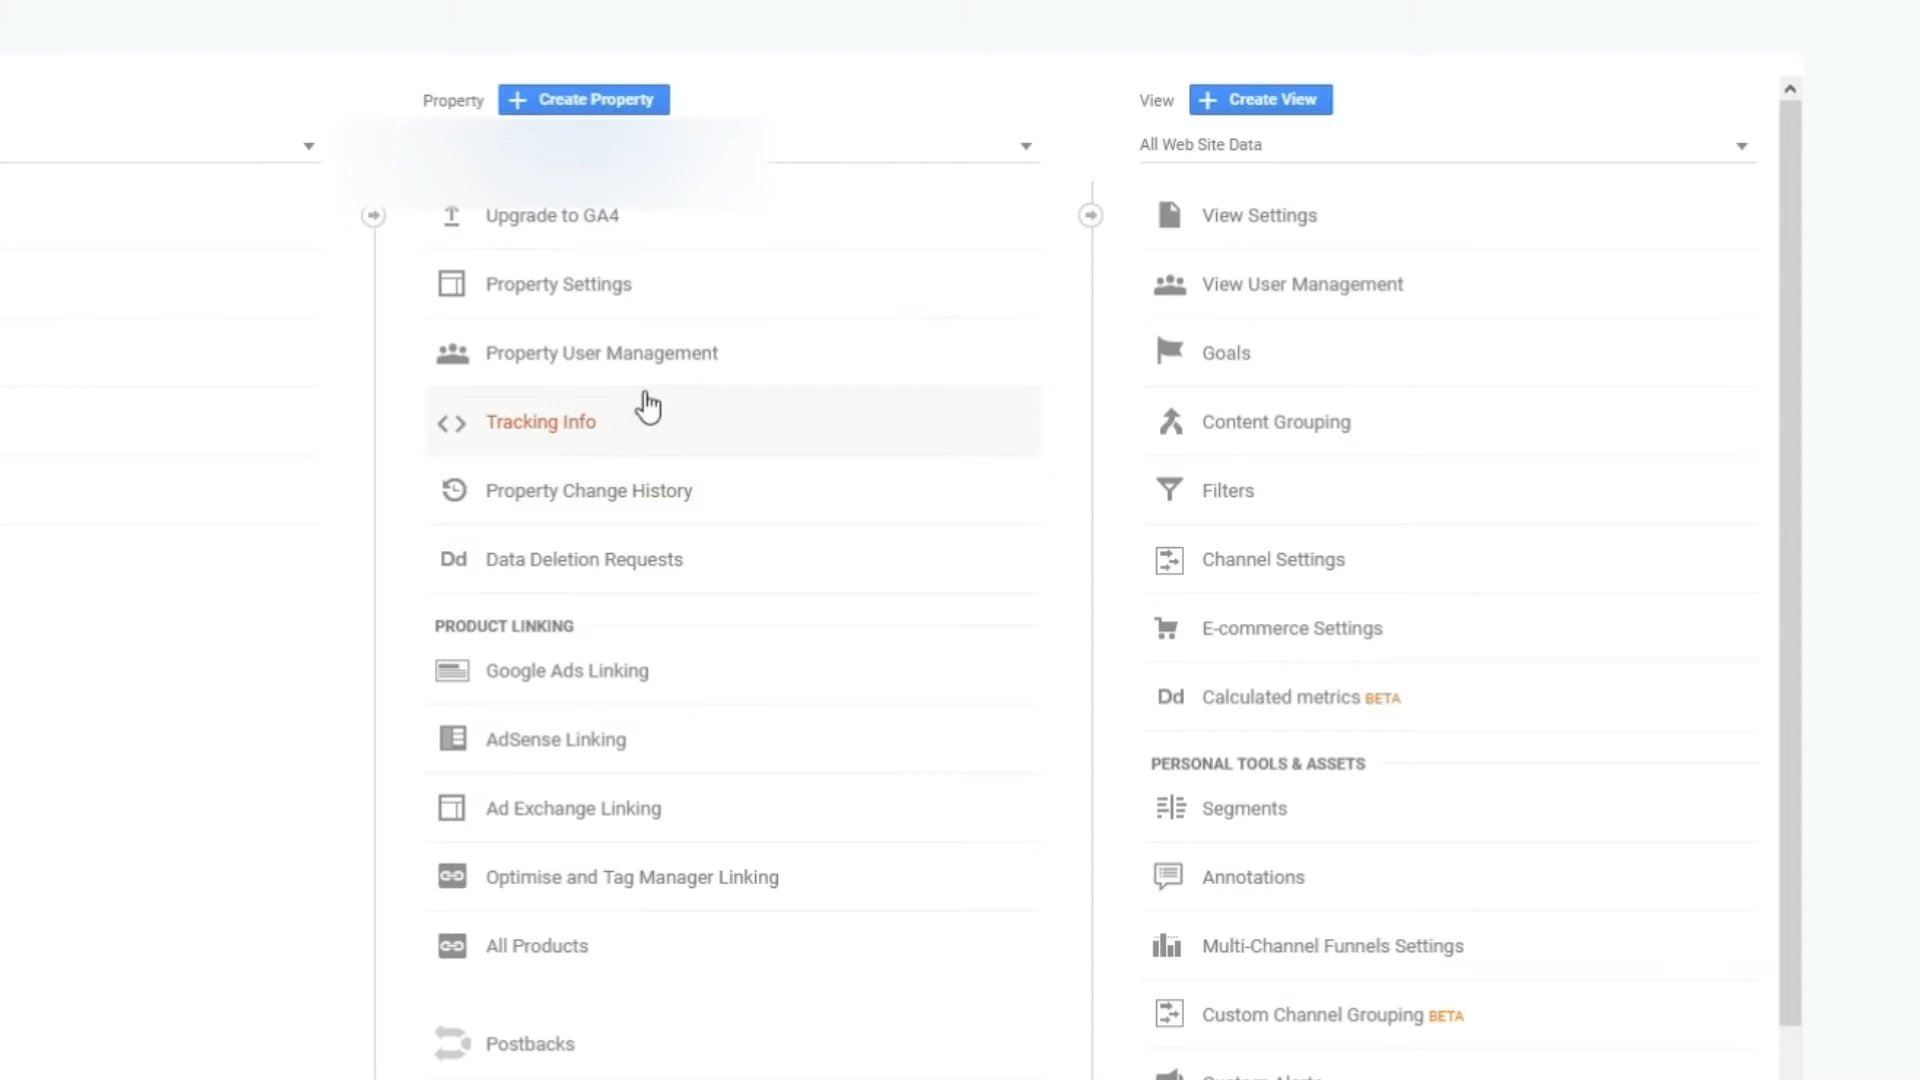 Property
Create Property
Upgrade to GA4
Property Settings
Property User Management
Tracking Info
Property Change History
Dd Data Deletion Requests
PRODUCT LINKING
Google Ads Linking
AdSense Linking
Ad Exchange Linking
Optimise and Tag Manager Linking
All Products
Postbacks
View
Create View
All Web Site Data
View Settings
View User Management
Goals
Content Grouping
Filters
Channel Settings
E-commerce Settings
Dd Calculated metrics BETA
PERSONAL TOOLS & ASSETS
Segments
Annotations
Multi-Channel Funnels Settings
Custom Channel Grouping BETA